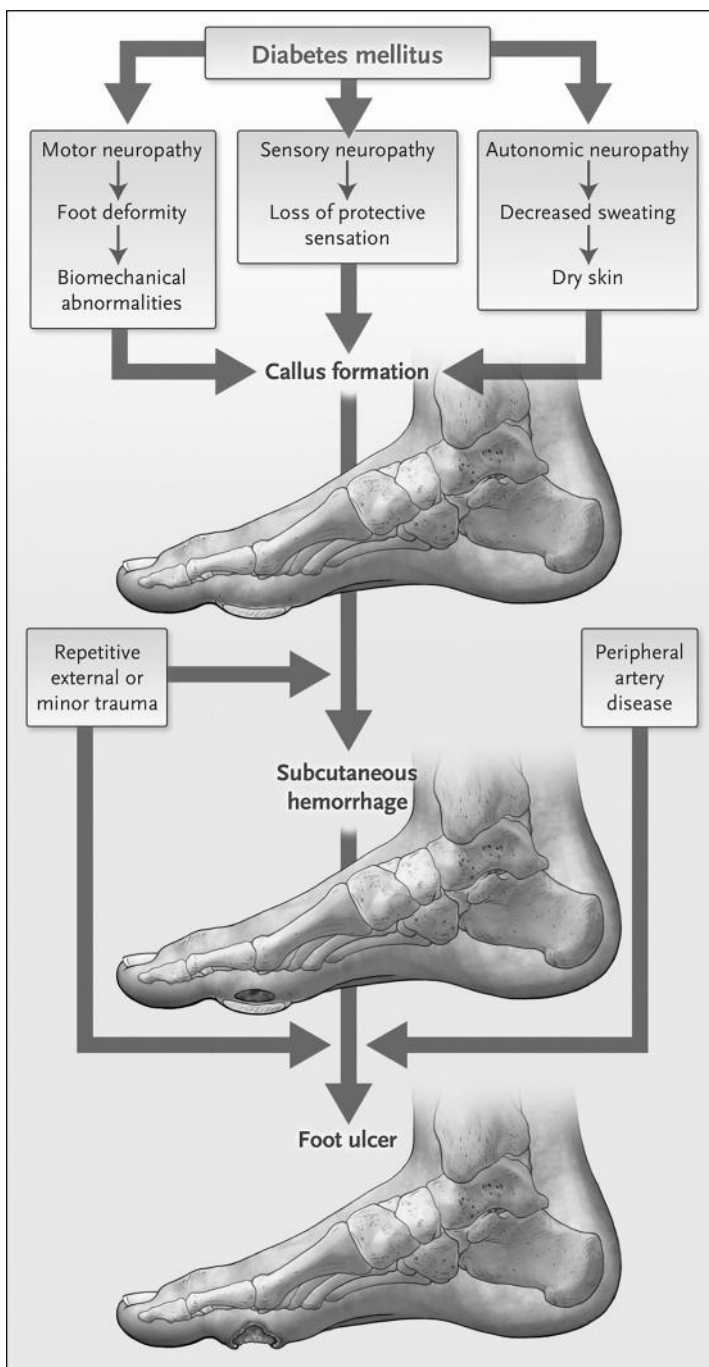 Diabetes mellitus
Motor neuropathy
Foot deformity
Biomechanical
abnormalities
Sensory neuropathy
Loss of protective
sensation
Autonomic neuropathy
Decreased sweating
Dry skin
Callus formation
Repetitive
external or
minor trauma
Peripheral
artery
disease
Subcutaneous
hemorrhage
Foot ulcer